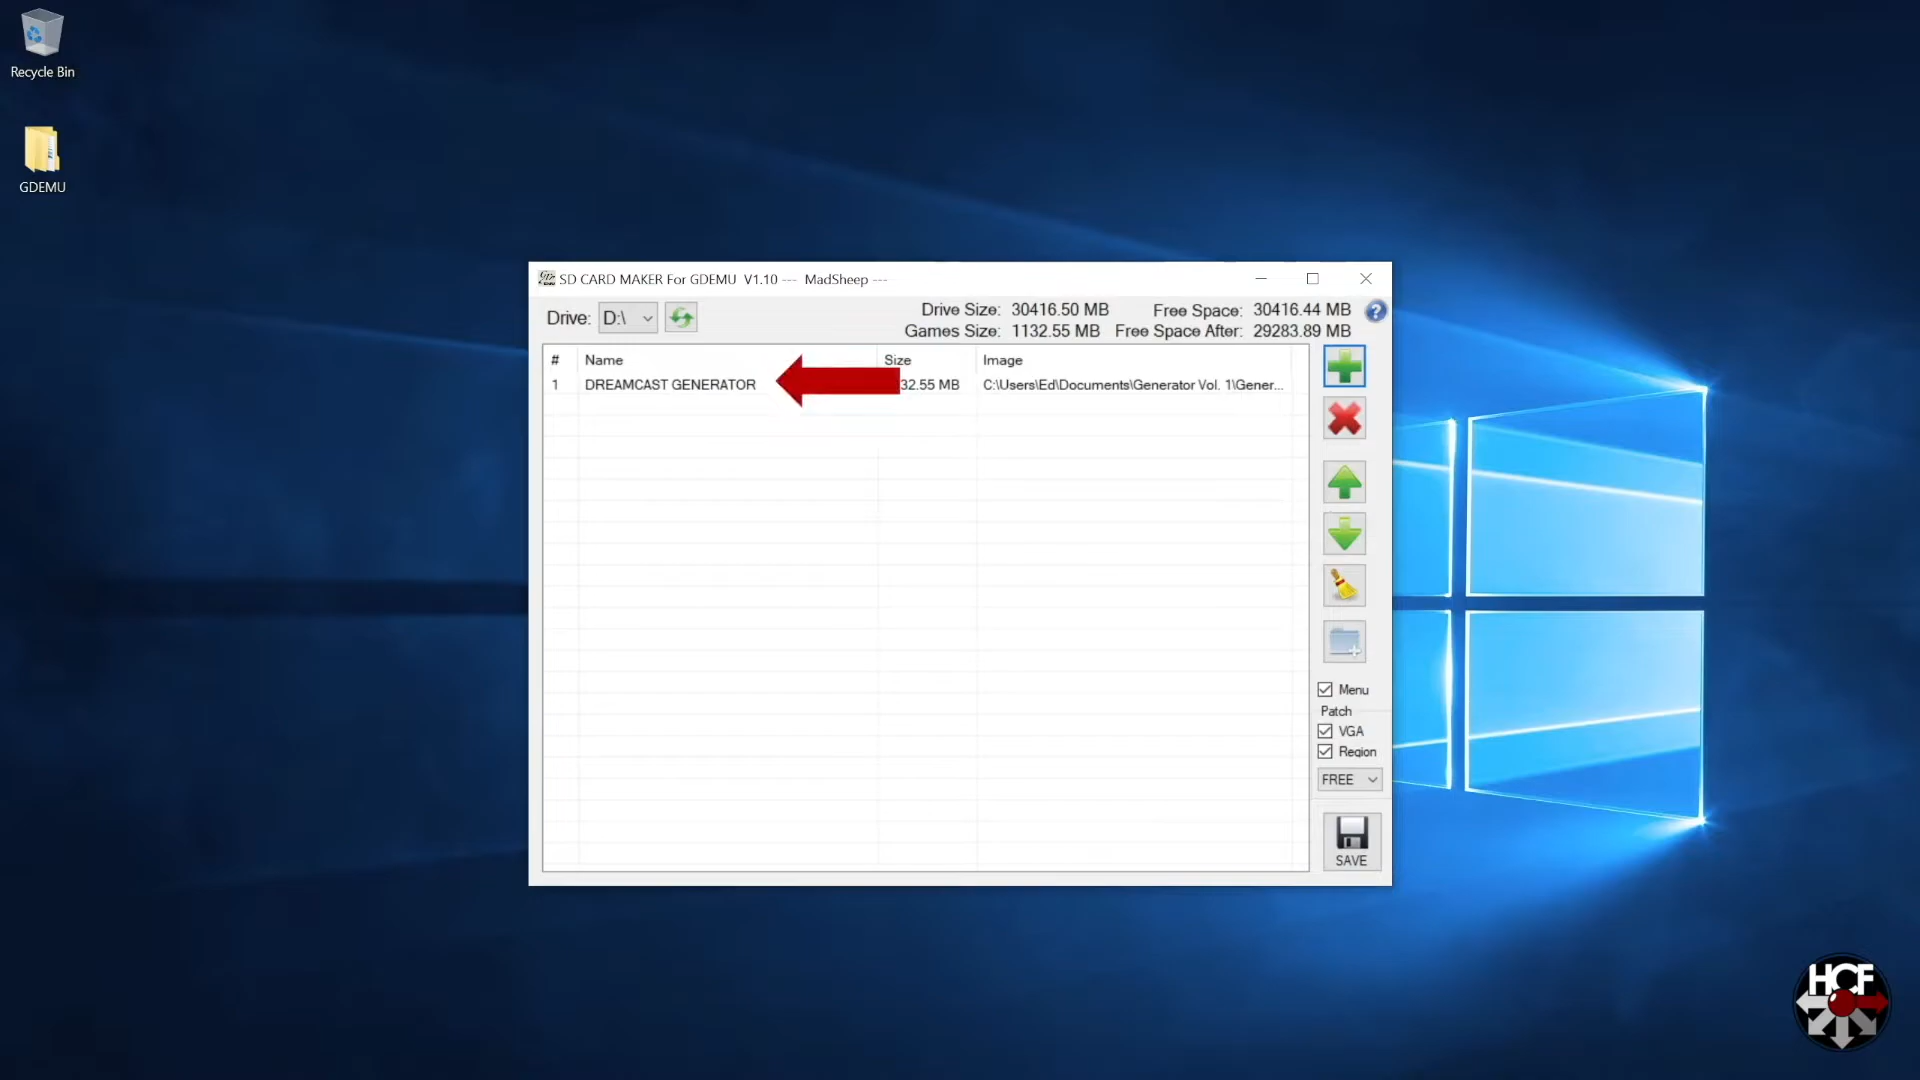 Recycle Bin
GDEMU
SD CARD MAKER For GDEMU V1.10 --- MadSheep ---
Drive: D:\
Drive Size: 30416.50 MB Free Space: 30416.44 MB
Games Size: 1132.55 MB Free Space After: 29283.89 MB
# Name Size Image
1 DREAMCAST GENERATOR 32.55 MB C:\Users\Ed\Documents\Generator Vol. 1\Gener...
Menu
Patch
VGA
Region
FREE
SAVE
HCF